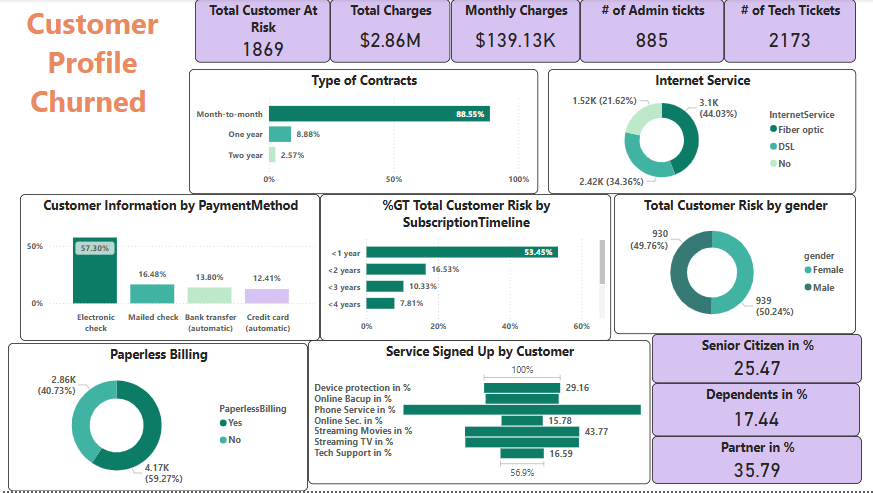 Customer
Profile
Churned
Total Customer At
Risk
1869
Total Charges
$2.86M
Monthly Charges
$139.13K
# of Admin tickts
885
# of Tech Tickets
2173
Type of Contracts
Month-to-month
88.55%
One year
8.88%
Two year
2.57%
0%
50%
100%
Internet Service
1.52K (21.62%)
3.1K
(44.03%)
2.42K (34.36%)
InternetService
Fiber optic
DSL
No
Customer Information by PaymentMethod
50%
0%
57.30%
16.48%
13.80%
12.41%
Electronic
check
Mailed check
Bank transfer
(automatic)
Credit card
(automatic)
%GT Total Customer Risk by
SubscriptionTimeline
<1 year
53.45%
<2 years
16.53%
<3 years
10.33%
<4 years
7.81%
0%
20%
40%
60%
Total Customer Risk by gender
930
(49.76%)
939
(50.24%)
gender
Female
Male
Paperless Billing
2.86K
(40.73%)
4.17K
(59.27%)
PaperlessBilling
Yes
No
Service Signed Up by Customer
100%
Device protection in %
29.16
Online Bacup in %
Phone Service in %
Online Sec. in %
15.78
Streaming Movies in %
43.77
Streaming TV in %
Tech Support in %
16.59
56.9%
Senior Citizen in %
25.47
Dependents in %
17.44
Partner in %
35.79